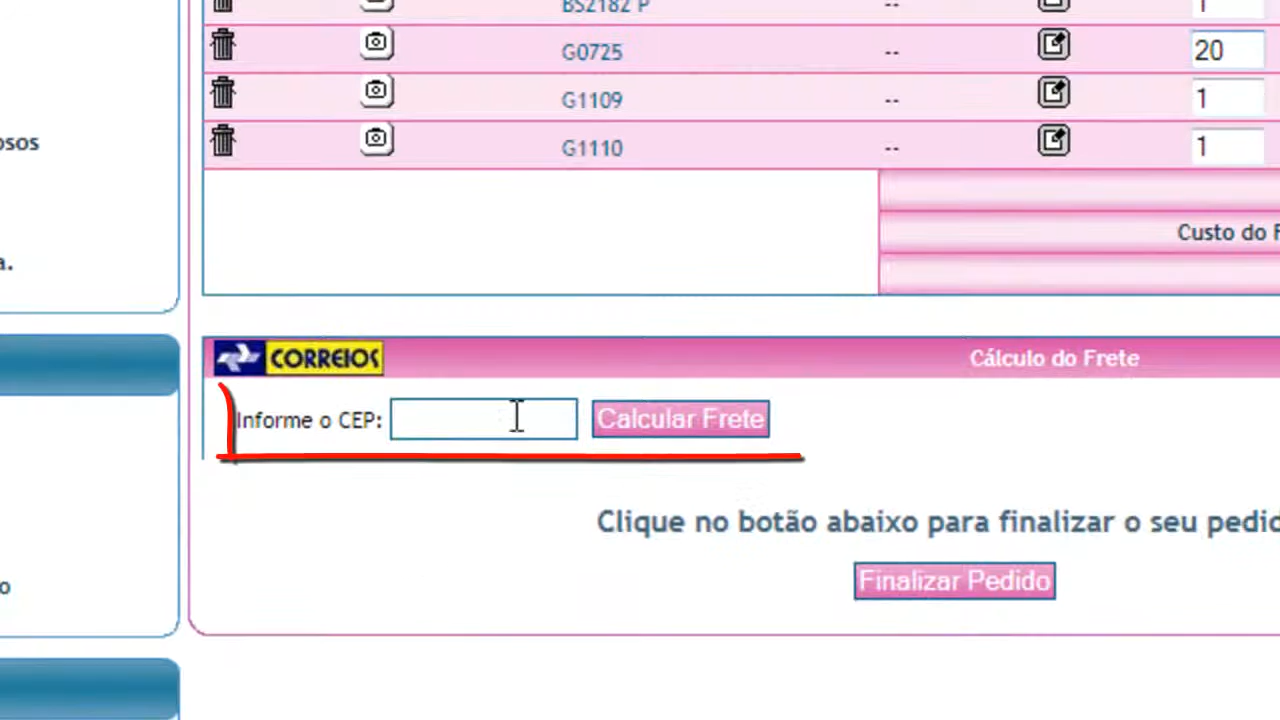 BS2182 P -- 1
G0725 -- 20
G1109 -- 1
osos
G1110 -- 1
Custo do F
a.
CORREIOS Cálculo do Frete
Informe o CEP: Calcular Frete
Clique no botão abaixo para finalizar o seu pedid
Finalizar Pedido
o